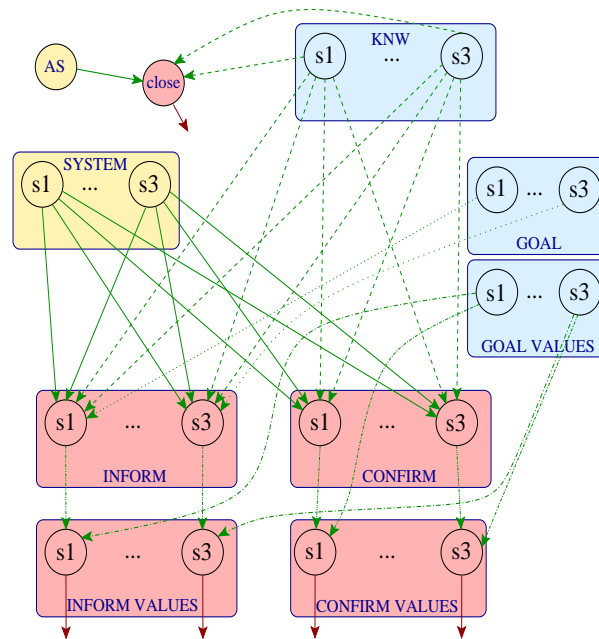 KNW
s1 ... s3
AS
close
SYSTEM
s1 ... s3
s1 ... s3
GOAL
s1 ... s3
GOAL VALUES
s1 ... s3
INFORM
s1 ... s3
CONFIRM
s1 ... s3
INFORM VALUES
s1 ... s3
CONFIRM VALUES